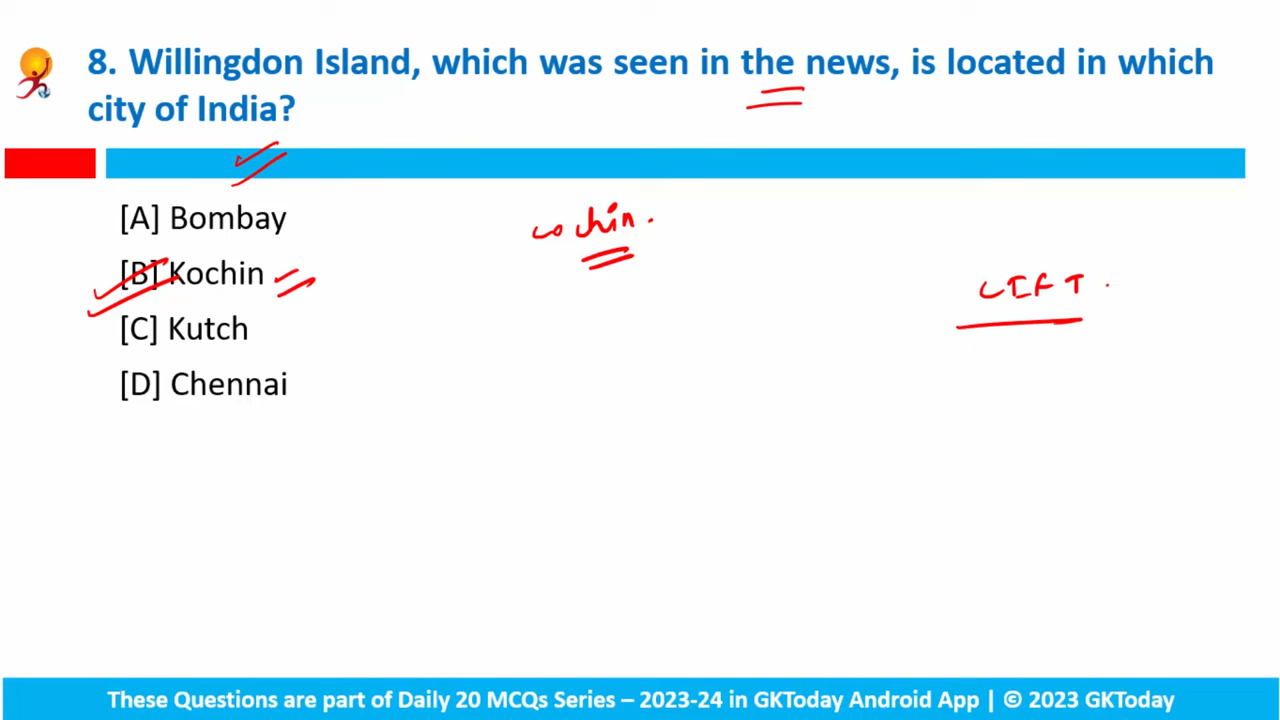 8. Willingdon Island, which was seen in the news, is located in which
city of India?
[A] Bombay
cochin.
[B] Kochin
CIFT.
[C] Kutch
[D] Chennai
These Questions are part of Daily 20 MCQs Series – 2023-24 in GKToday Android App | © 2023 GKToday